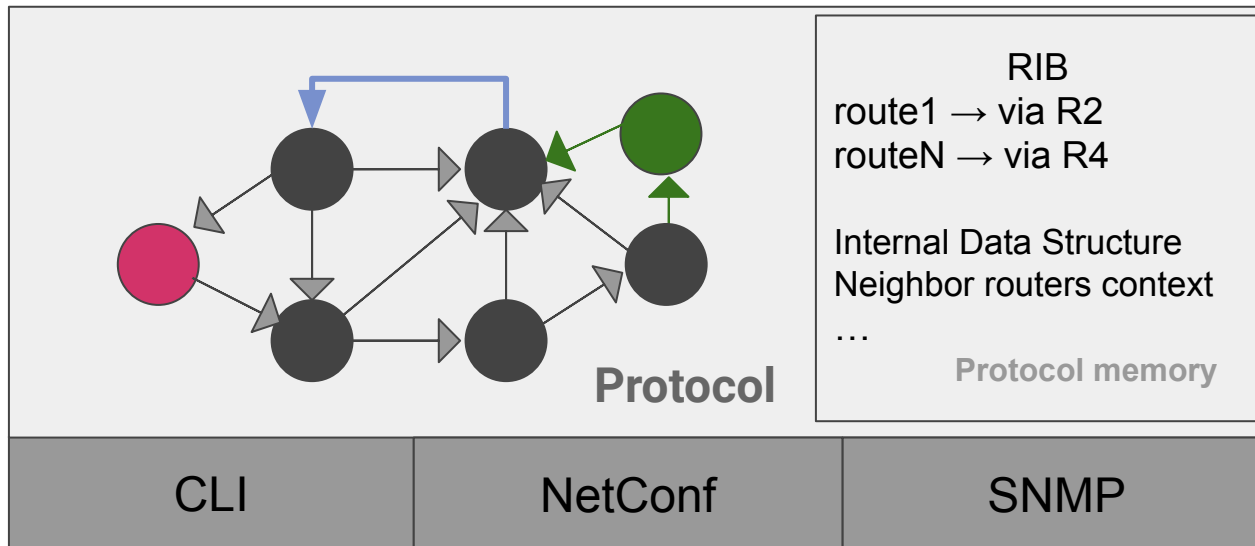 RIB
route1 → via R2
routeN → via R4
Internal Data Structure
Neighbor routers context
…
Protocol memory
Protocol
CLI
NetConf
SNMP